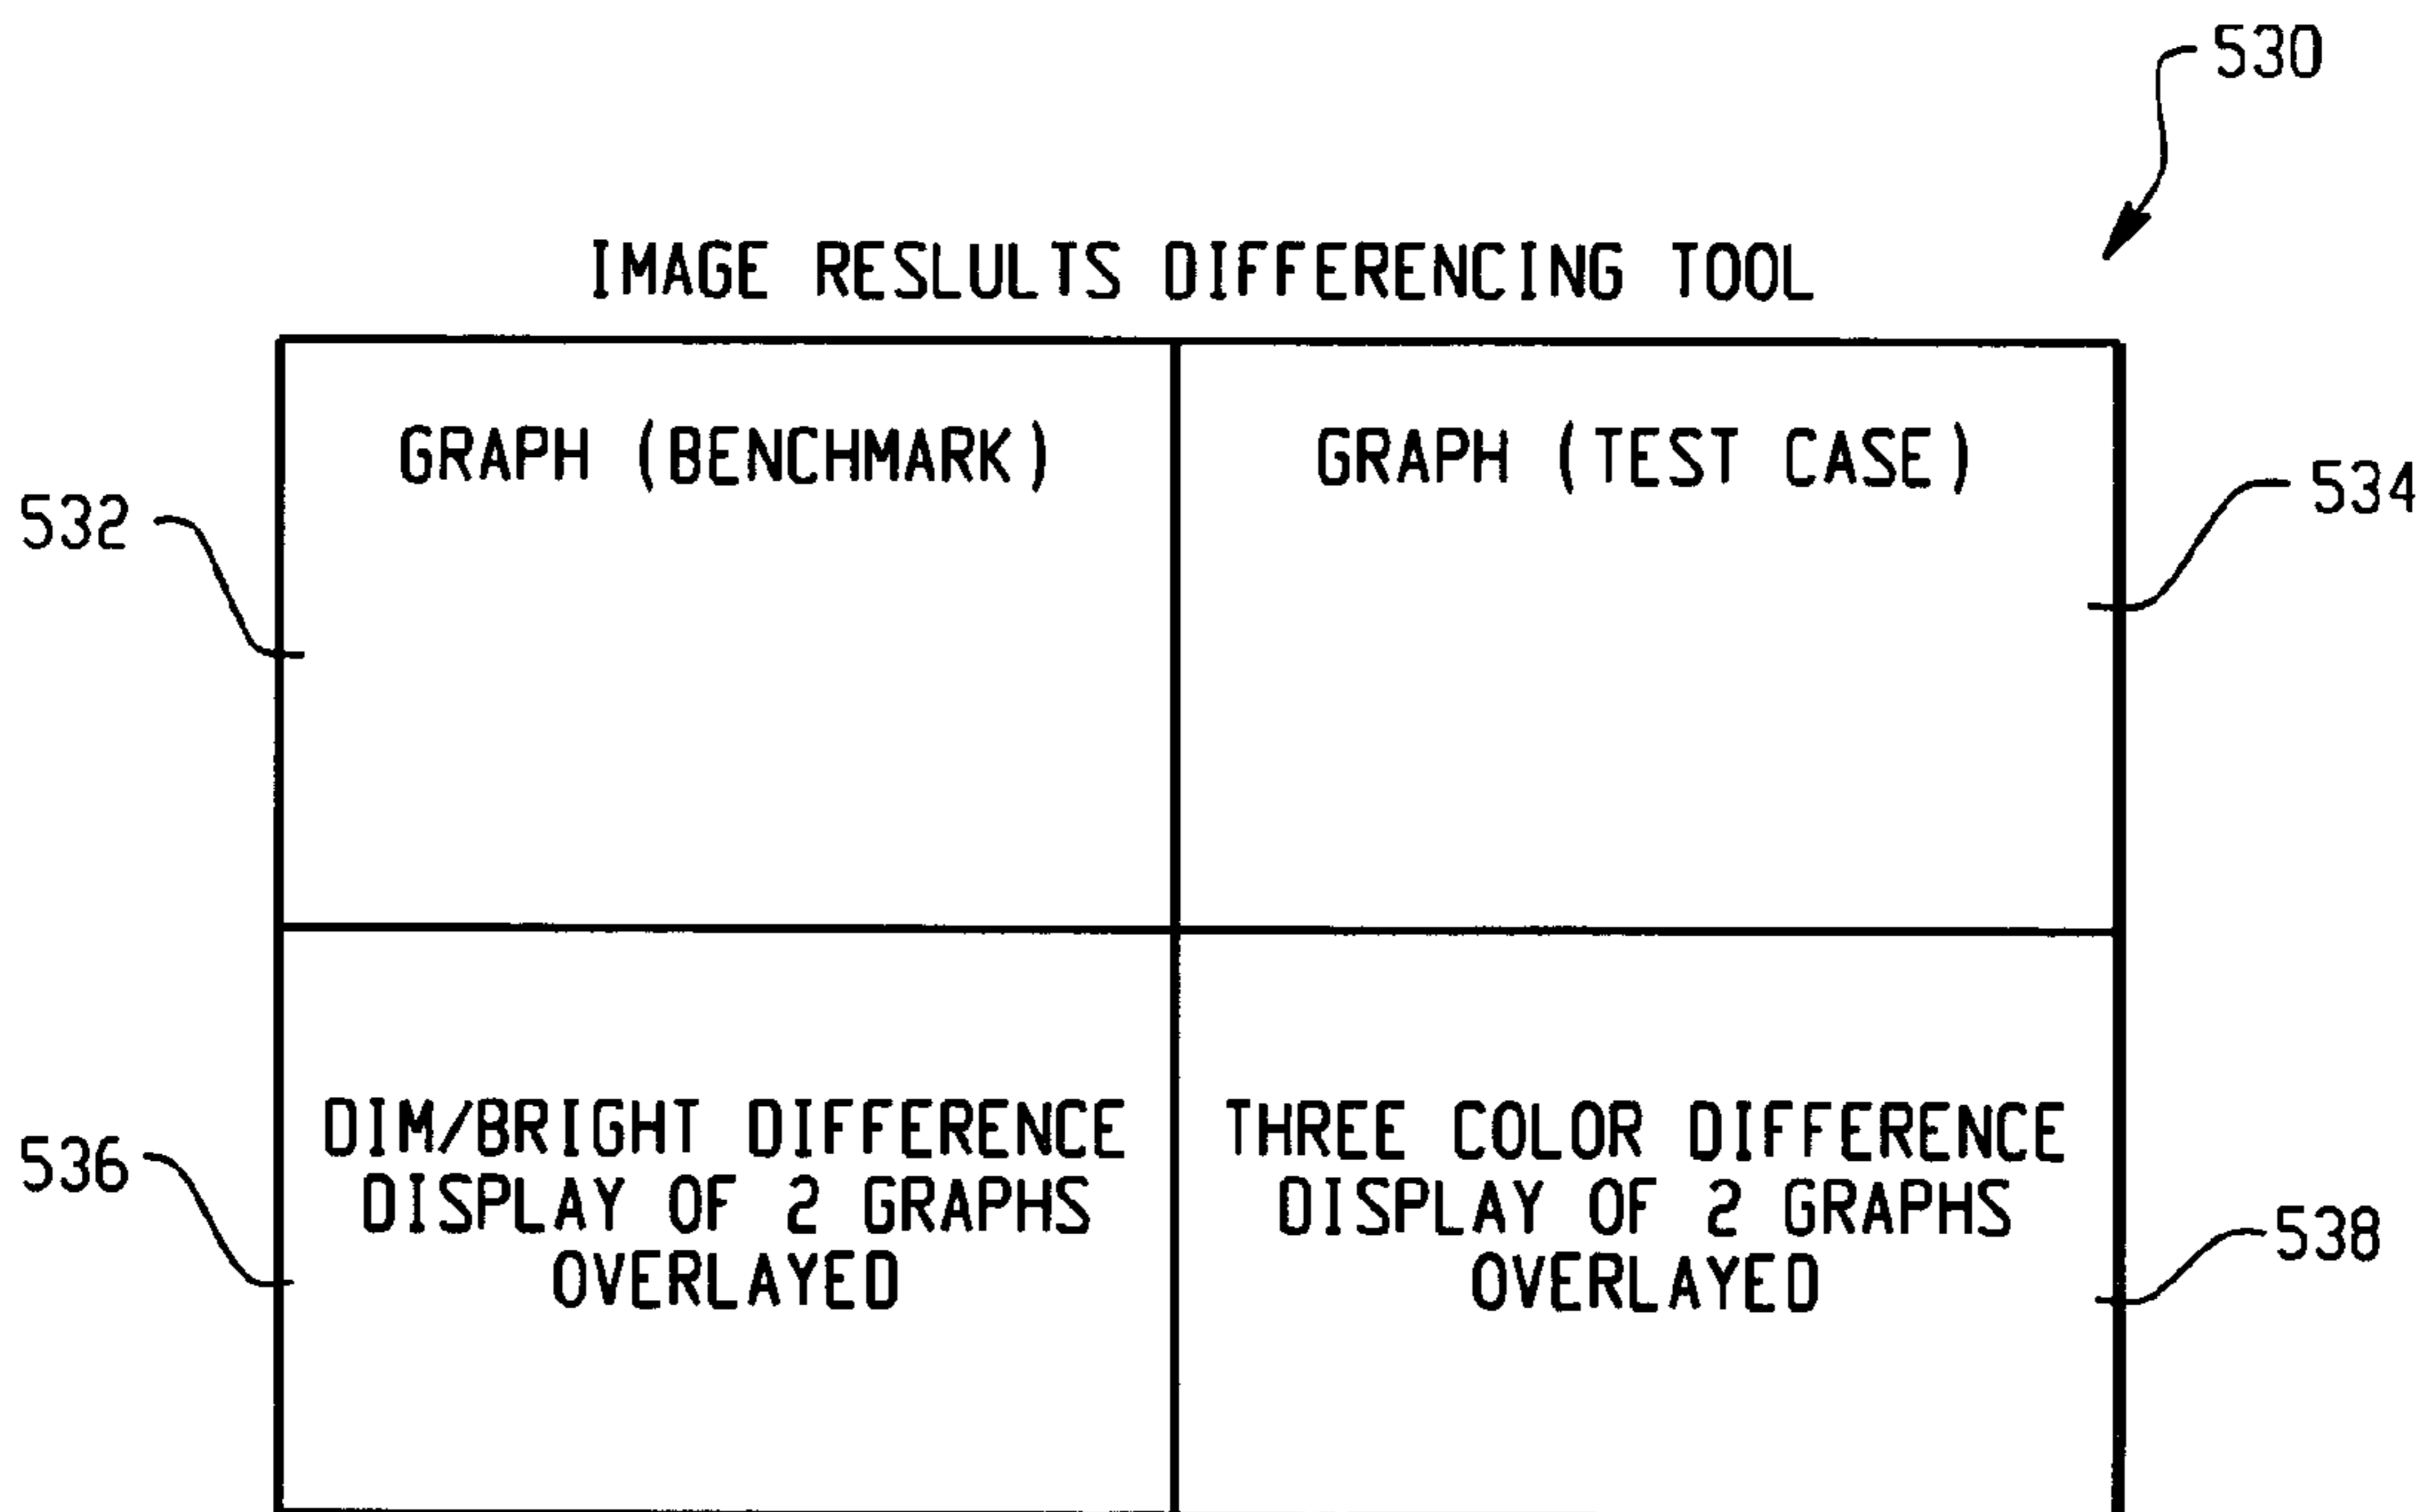 530
IMAGE RESLULTS DIFFERENCING TOOL
GRAPH (BENCHMARK)
GRAPH (TEST CASE)
532
534
DIM/BRIGHT DIFFERENCE
DISPLAY OF 2 GRAPHS
OVERLAYED
THREE COLOR DIFFERENCE
DISPLAY OF 2 GRAPHS
OVERLAYED
536
538